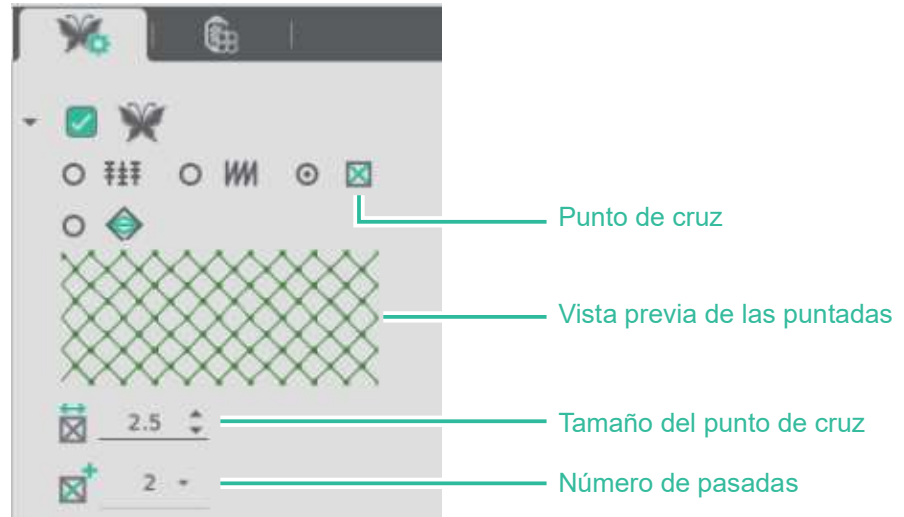 Punto de cruz
Vista previa de las puntadas
2.5
Tamaño del punto de cruz
2
Número de pasadas